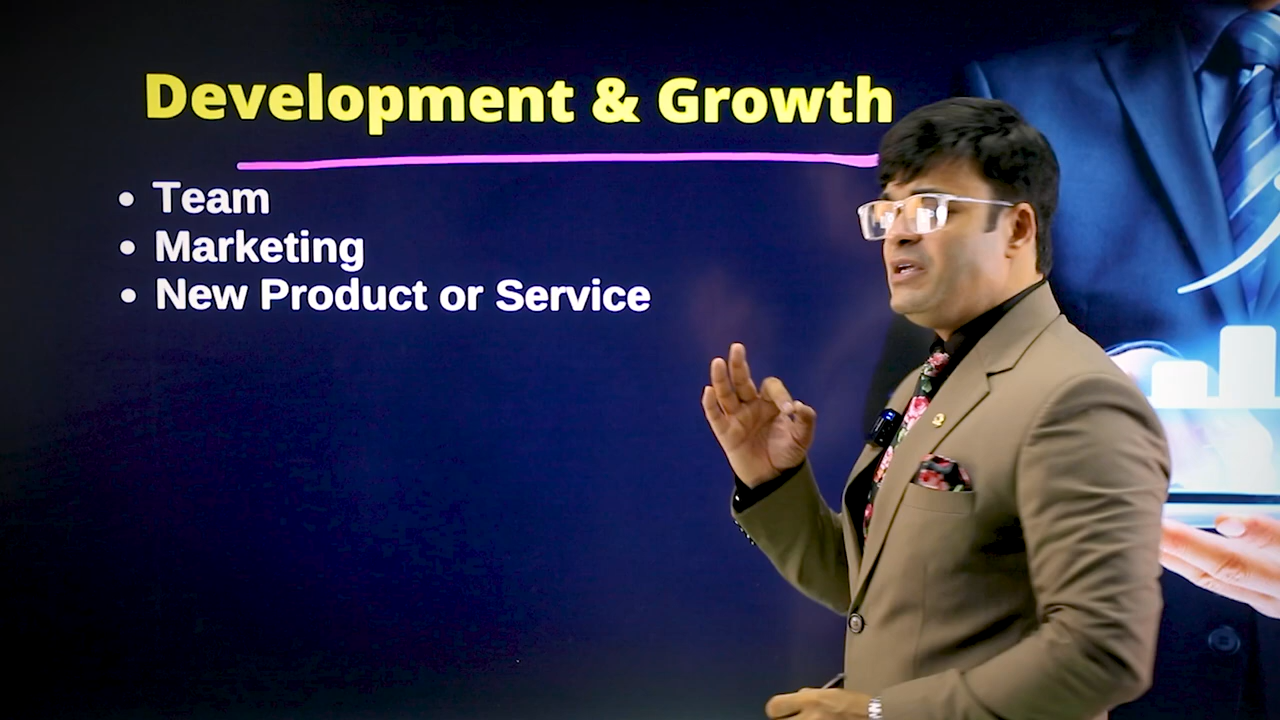 Development & Growth
• Team
• Marketing
• New Product or Service